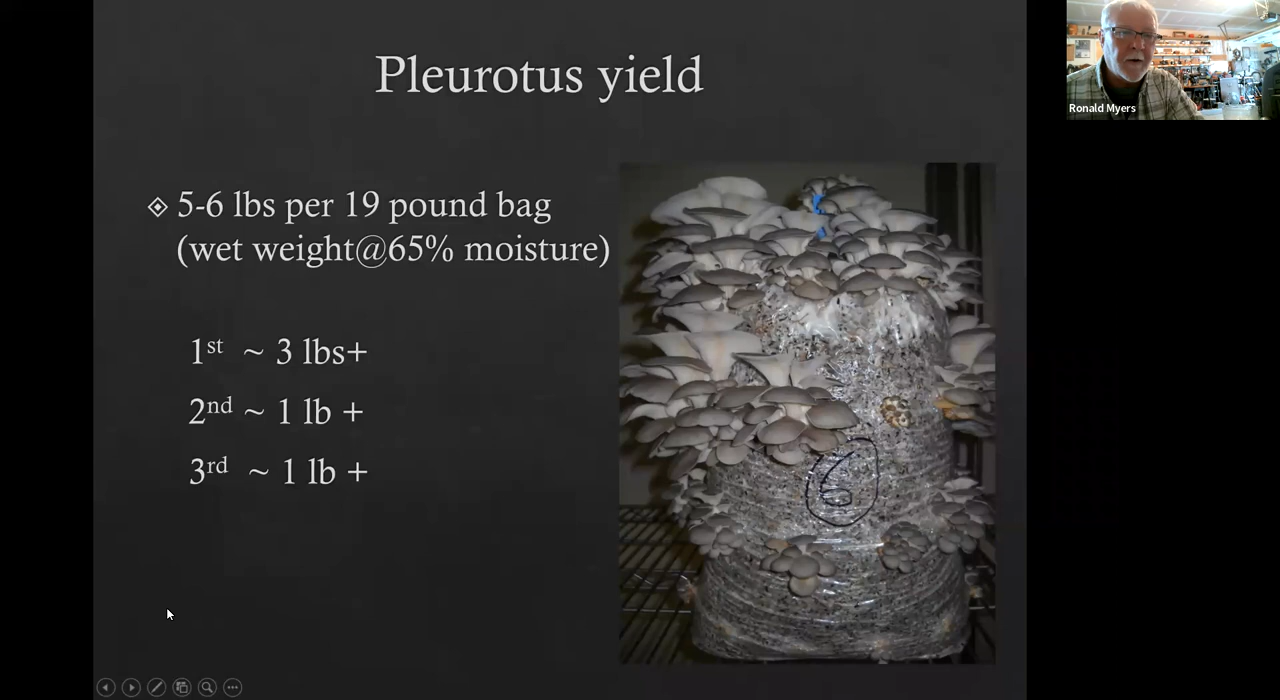 Pleurotus yield
5-6 lbs per 19 pound bag
(wet weight@65% moisture)
1st ~ 3 lbs+
2nd ~ 1 lb +
3rd ~ 1 lb +
6
Ronald Myers